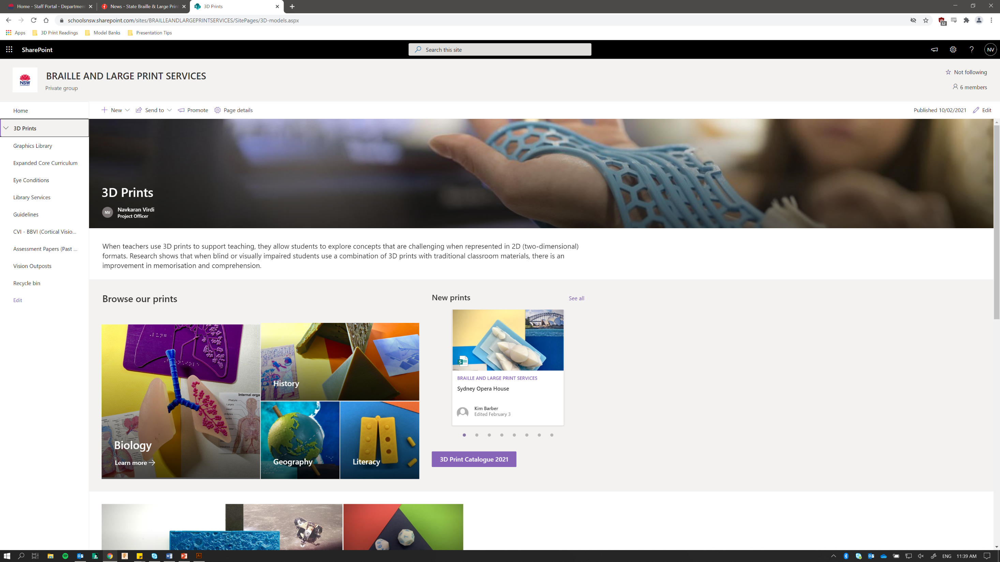 Home - Staff Portal - Department
News - State Braille & Large Print
3D Prints
schoolsnsw.sharepoint.com/sites/BRAILLEANDLARGEPRINTSERVICES/SitePages/3D-models.aspx
32
Apps
3D Print Readings
Model Banks
Presentation Tips
SharePoint
Search this site
NV
NSW
BRAILLE AND LARGE PRINT SERVICES
Private group
Not following
6 members
Home
3D Prints
Graphics Library
Expanded Core Curriculum
Eye Conditions
Library Services
Guidelines
CVI - BBVI (Cortical Visio...
Assessment Papers (Past ...
Vision Outposts
Recycle bin
Edit
New
Send to
Promote
Page details
Published 10/02/2021
Edit
3D Prints
NV
Navkaran Virdi
Project Officer
When teachers use 3D prints to support teaching, they allow students to explore concepts that are challenging when represented in 2D (two-dimensional)
formats. Research shows that when blind or visually impaired students use a combination of 3D prints with traditional classroom materials, there is an
improvement in memorisation and comprehension.
Browse our prints
Internal orga
Pharynx
Larynx
Heart
Arteries
Biology
Learn more
History
Geography
Literacy
New prints
See all
BRAILLE AND LARGE PRINT SERVICES
Sydney Opera House
Kim Barber
Edited February 3
3D Print Catalogue 2021
ENG
11:39 AM